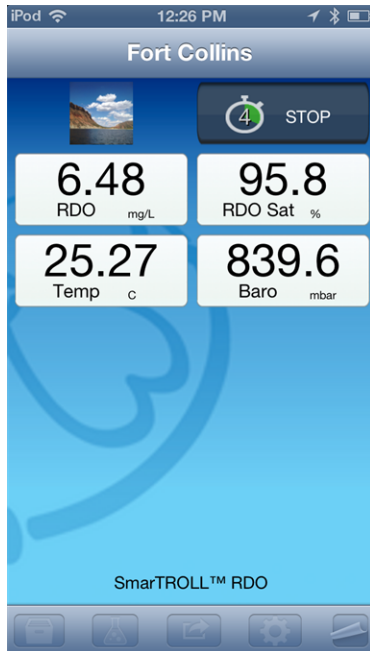 iPod 12:26 PM
Fort Collins
4 STOP
6.48 95.8
RDO mg/L RDO Sat %
25.27 839.6
Temp C Baro mbar
SmarTROLL™ RDO